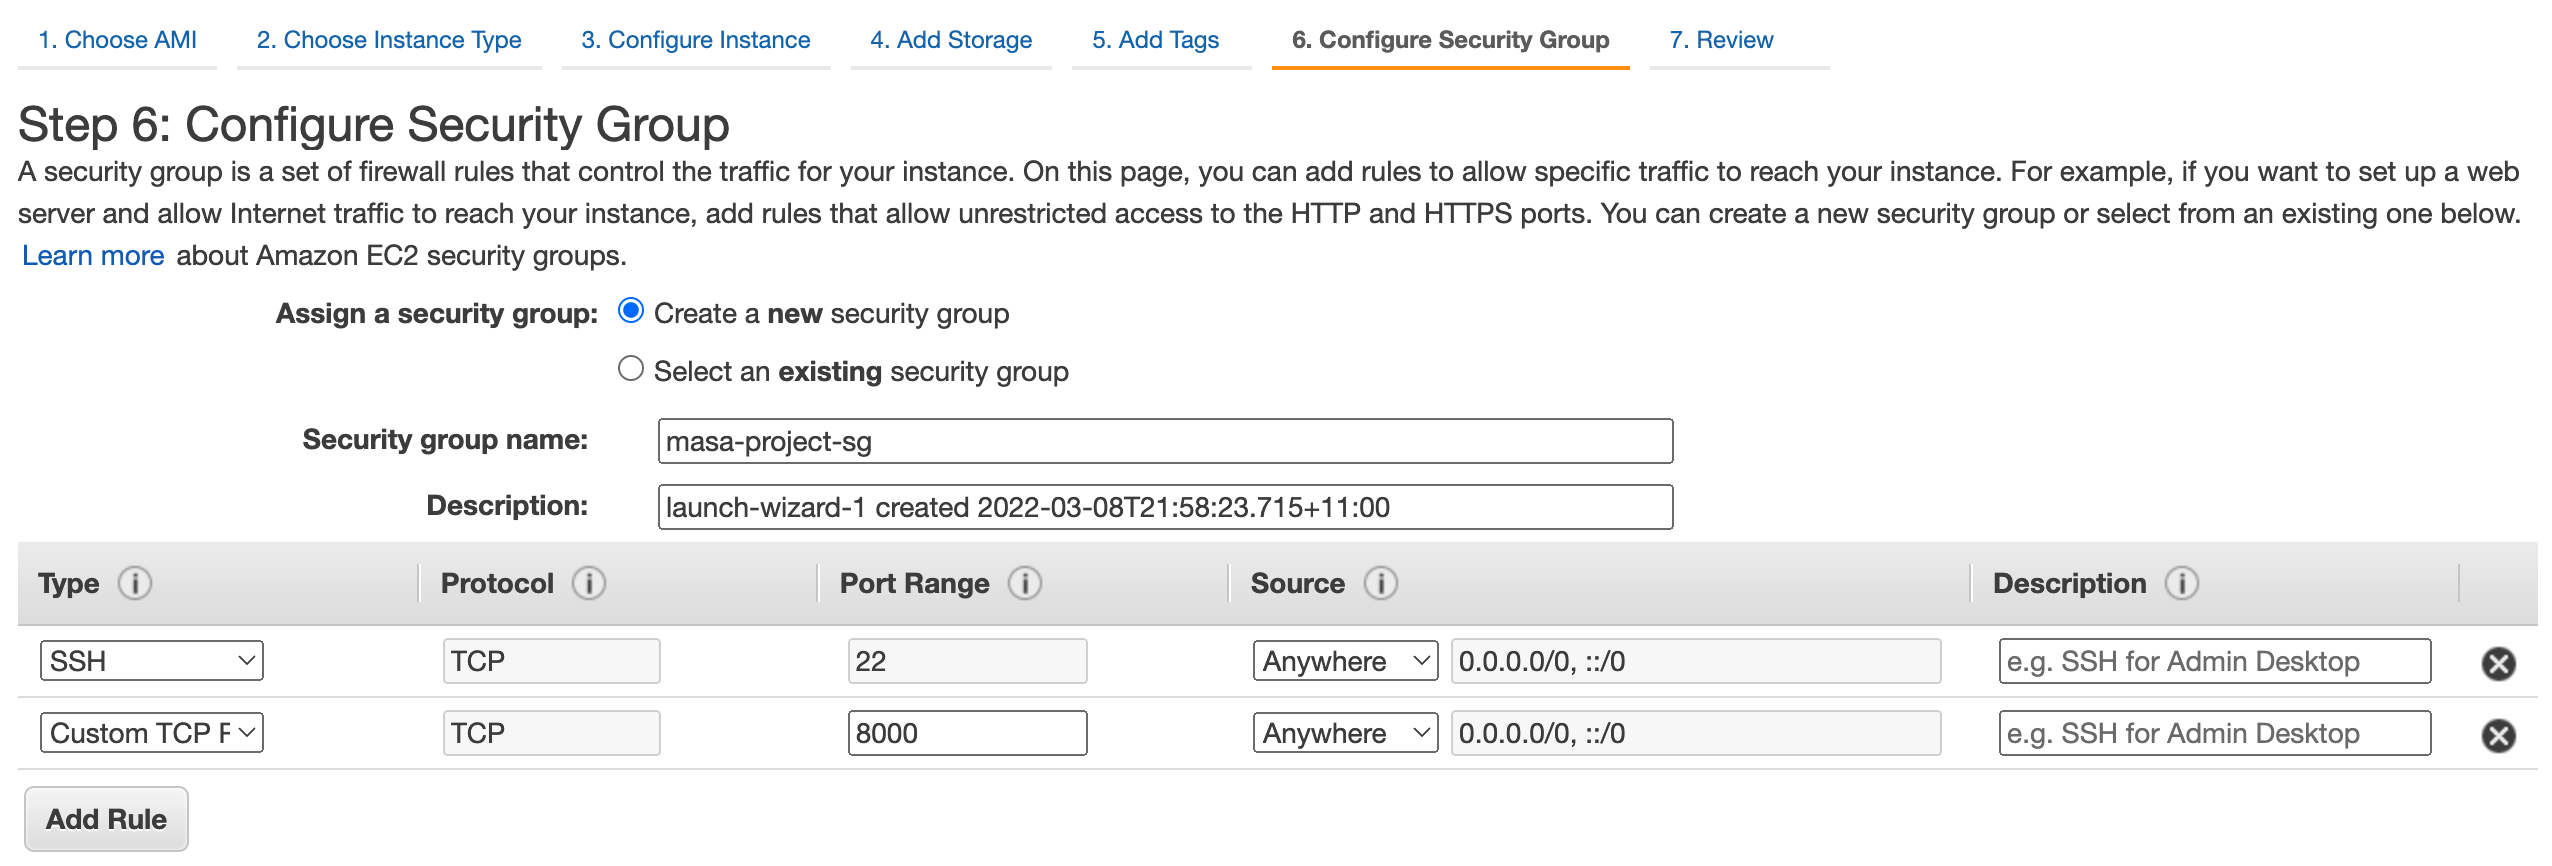 1. Choose AMI 2. Choose Instance Type 3. Configure Instance 4. Add Storage 5. Add Tags 6. Configure Security Group 7. Review
Step 6: Configure Security Group
A security group is a set of firewall rules that control the traffic for your instance. On this page, you can add rules to allow specific traffic to reach your instance. For example, if you want to set up a web
server and allow Internet traffic to reach your instance, add rules that allow unrestricted access to the HTTP and HTTPS ports. You can create a new security group or select from an existing one below.
Learn more about Amazon EC2 security groups.
Assign a security group: Create a new security group
Select an existing security group
Security group name: masa-project-sg
Description: launch-wizard-1 created 2022-03-08T21:58:23.715+11:00
Type i Protocol i Port Range i Source i Description i
SSH TCP 22 Anywhere 0.0.0.0/0, ::/0 e.g. SSH for Admin Desktop
Custom TCP F TCP 8000 Anywhere 0.0.0.0/0, ::/0 e.g. SSH for Admin Desktop
Add Rule